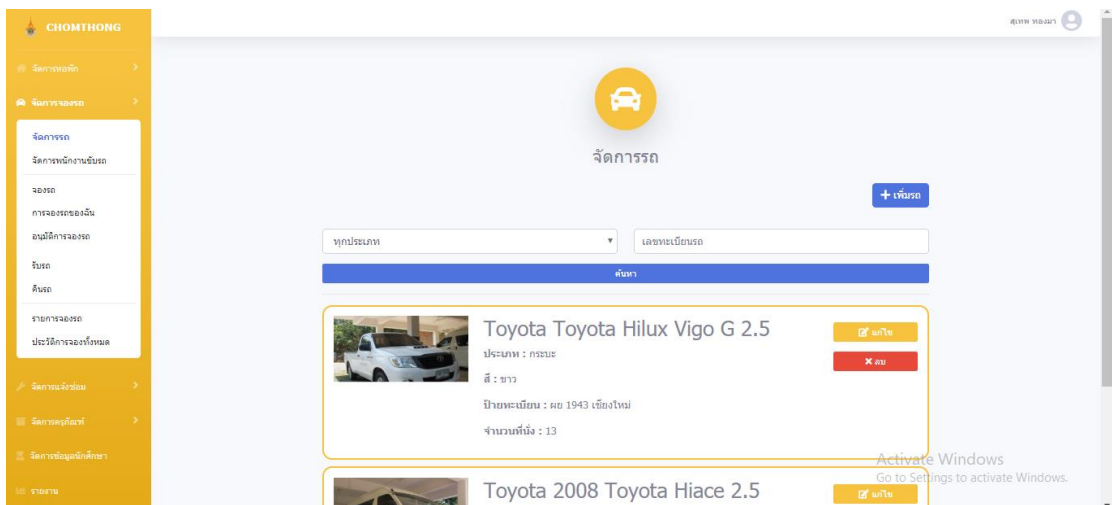 CHOMTHONG
สุเทพ ทองมา
จัดการหอพัก
จัดการจองรถ
จัดการรถ
จัดการพนักงานขับรถ
จองรถ
การจองรถของฉัน
อนุมัติการจองรถ
รับรถ
คืนรถ
รายการจองรถ
ประวัติการจองทั้งหมด
จัดการแจ้งซ่อม
จัดการครุภัณฑ์
จัดการข้อมูลนักศึกษา
รายงาน
จัดการรถ
เพิ่มรถ
ทุกประเภท
เลขทะเบียนรถ
ค้นหา
Toyota Toyota Hilux Vigo G 2.5
ประเภท : กระบะ
สี : ขาว
ป้ายทะเบียน : ผย 1943 เชียงใหม่
จำนวนที่นั่ง : 13
แก้ไข
ลบ
Toyota 2008 Toyota Hiace 2.5
แก้ไข
Activate Windows
Go to Settings to activate Windows.